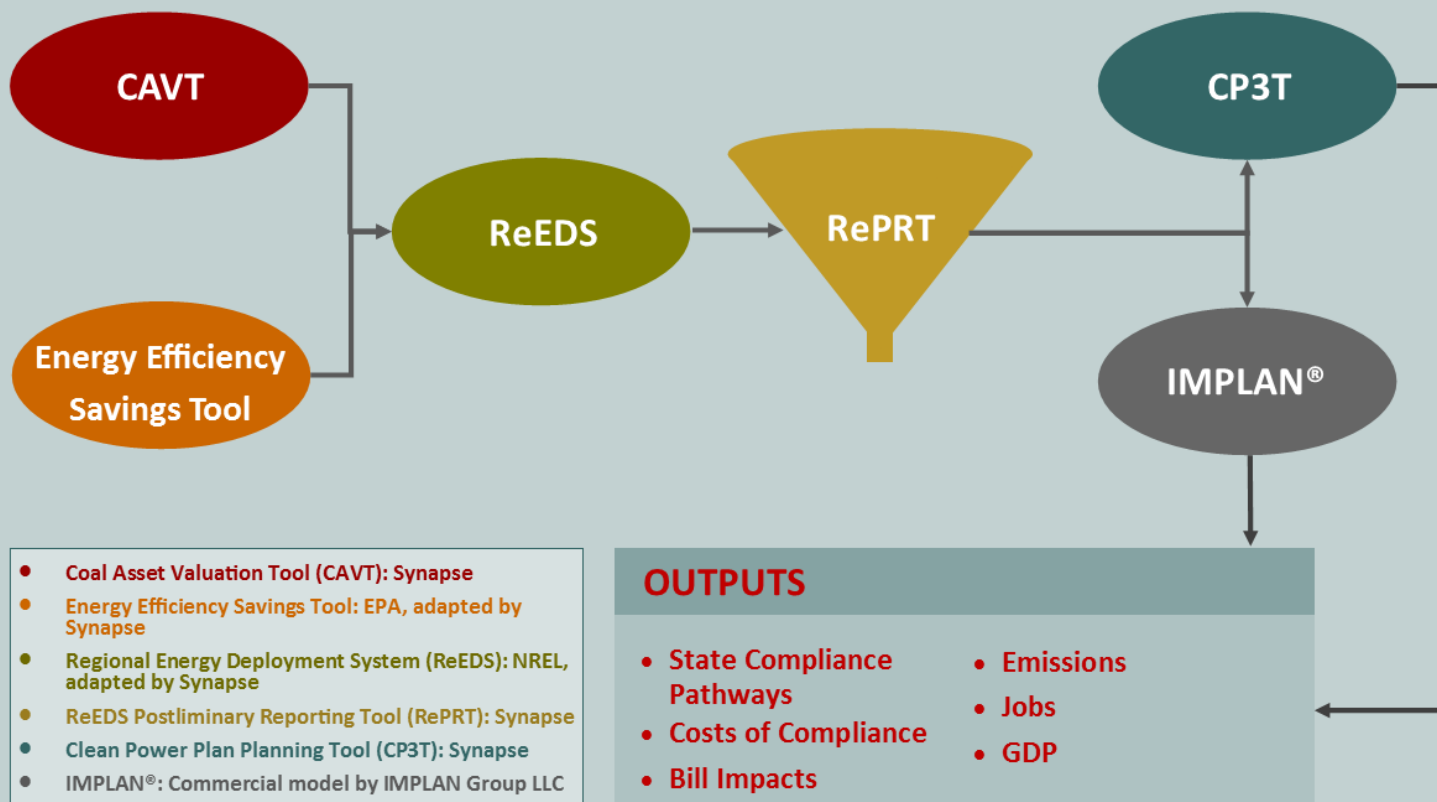 CAVT
CP3T
ReEDS
RePRT
Energy Efficiency
Savings Tool
IMPLAN®
• Coal Asset Valuation Tool (CAVT): Synapse
• Energy Efficiency Savings Tool: EPA, adapted by
Synapse
• Regional Energy Deployment System (ReEDS): NREL,
adapted by Synapse
• ReEDS Postliminary Reporting Tool (RePRT): Synapse
• Clean Power Plan Planning Tool (CP3T): Synapse
• IMPLAN®: Commercial model by IMPLAN Group LLC
OUTPUTS
• State Compliance
Pathways
• Costs of Compliance
• Bill Impacts
• Emissions
• Jobs
• GDP